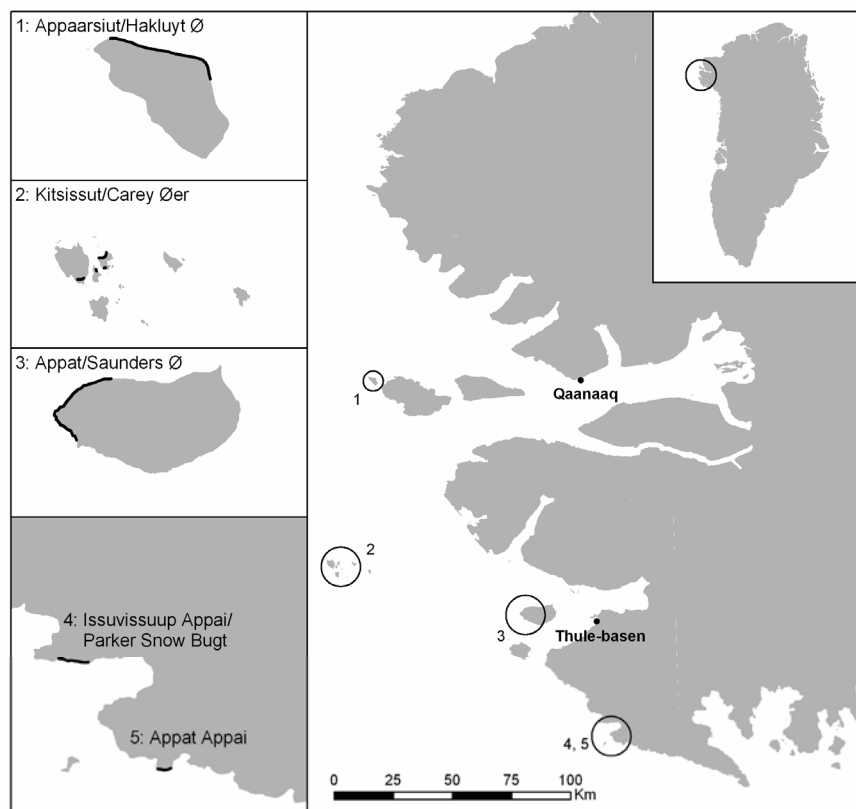 1: Appaarsiut/Hakluyt Ø
2: Kitsissut/Carey Øer
3: Appat/Saunders Ø
4: Issuvissuup Appai/
Parker Snow Bugt
5: Appat Appai
Qaanaaq
1
2
3
Thule-basen
4, 5
0 25 50 75 100
Km